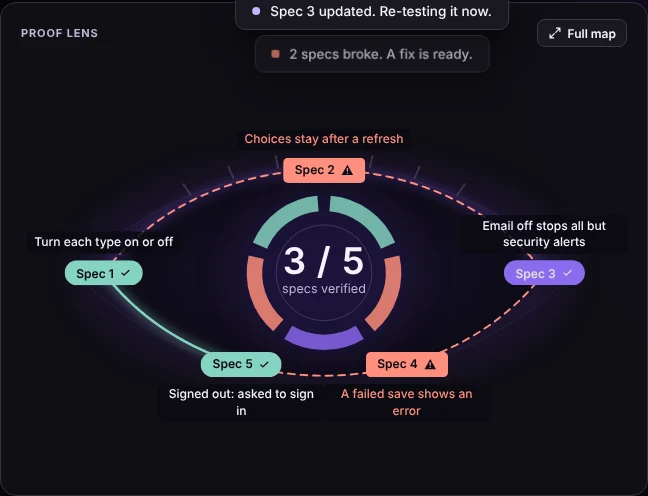 Spec 3 updated. Re-testing it now.
PROOF LENS
Full map
2 specs broke. A fix is ready.
Choices stay after a refresh
Spec 2
Turn each type on or off
Spec 1
Email off stops all but
security alerts
Spec 3
3 / 5
specs verified
Spec 5
Signed out: asked to sign
in
Spec 4
A failed save shows an
error